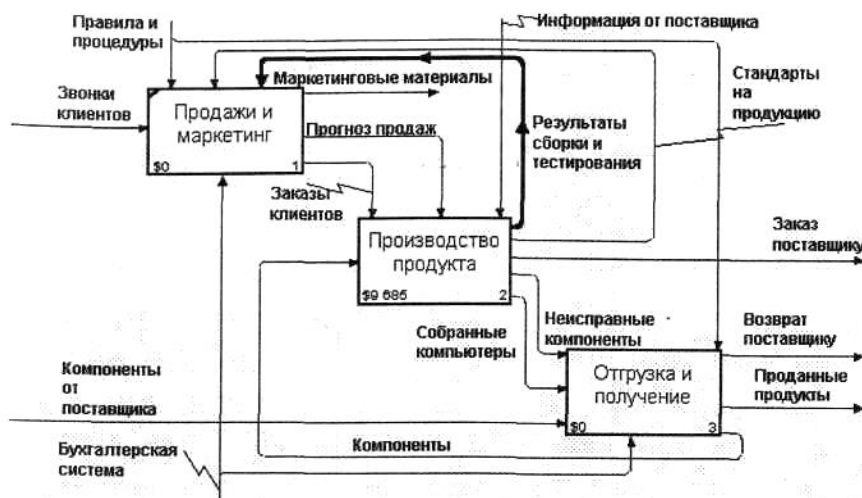 Правила и
процедуры
Информация от поставщика
Маркетинговые материалы
Звонки
клиентов
Продажи и
маркетинг
$0
1
Прогноз продаж
Результаты
сборки и
тестирования
Стандарты
на
продукцию
Заказы
клиентов
Производство
продукта
$9 685
2
Заказ
поставщику
Собранные
компьютеры
Неисправные
компоненты
Возврат
поставщику
Компоненты
от
поставщика
Отгрузка и
получение
$0
3
Проданные
продукты
Компоненты
Бухгалтерская
система